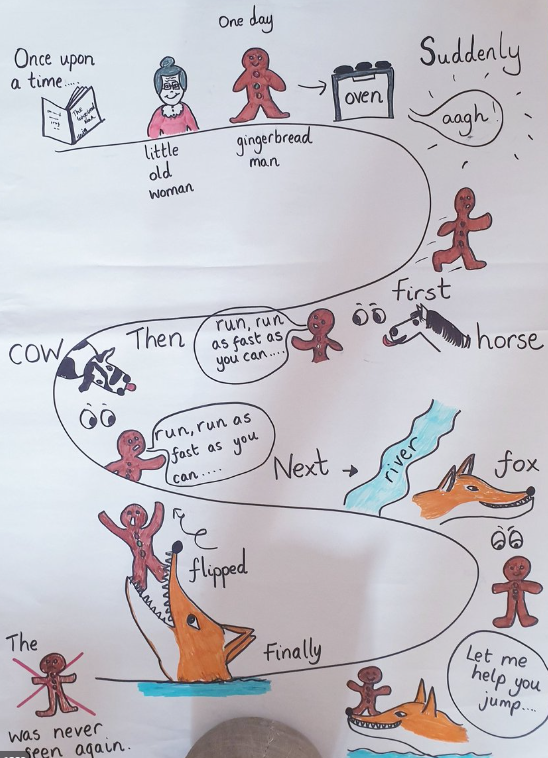 One day
Once upon
a time....
Suddenly
oven
aagh!
little
old
woman
gingerbread
man
First
horse
run, run
as fast as
you can....
Then
cow
run, run as
fast as you
can....
Next
river
fox
flipped
Finally
Let me
help you
jump....
The
was never
seen again.